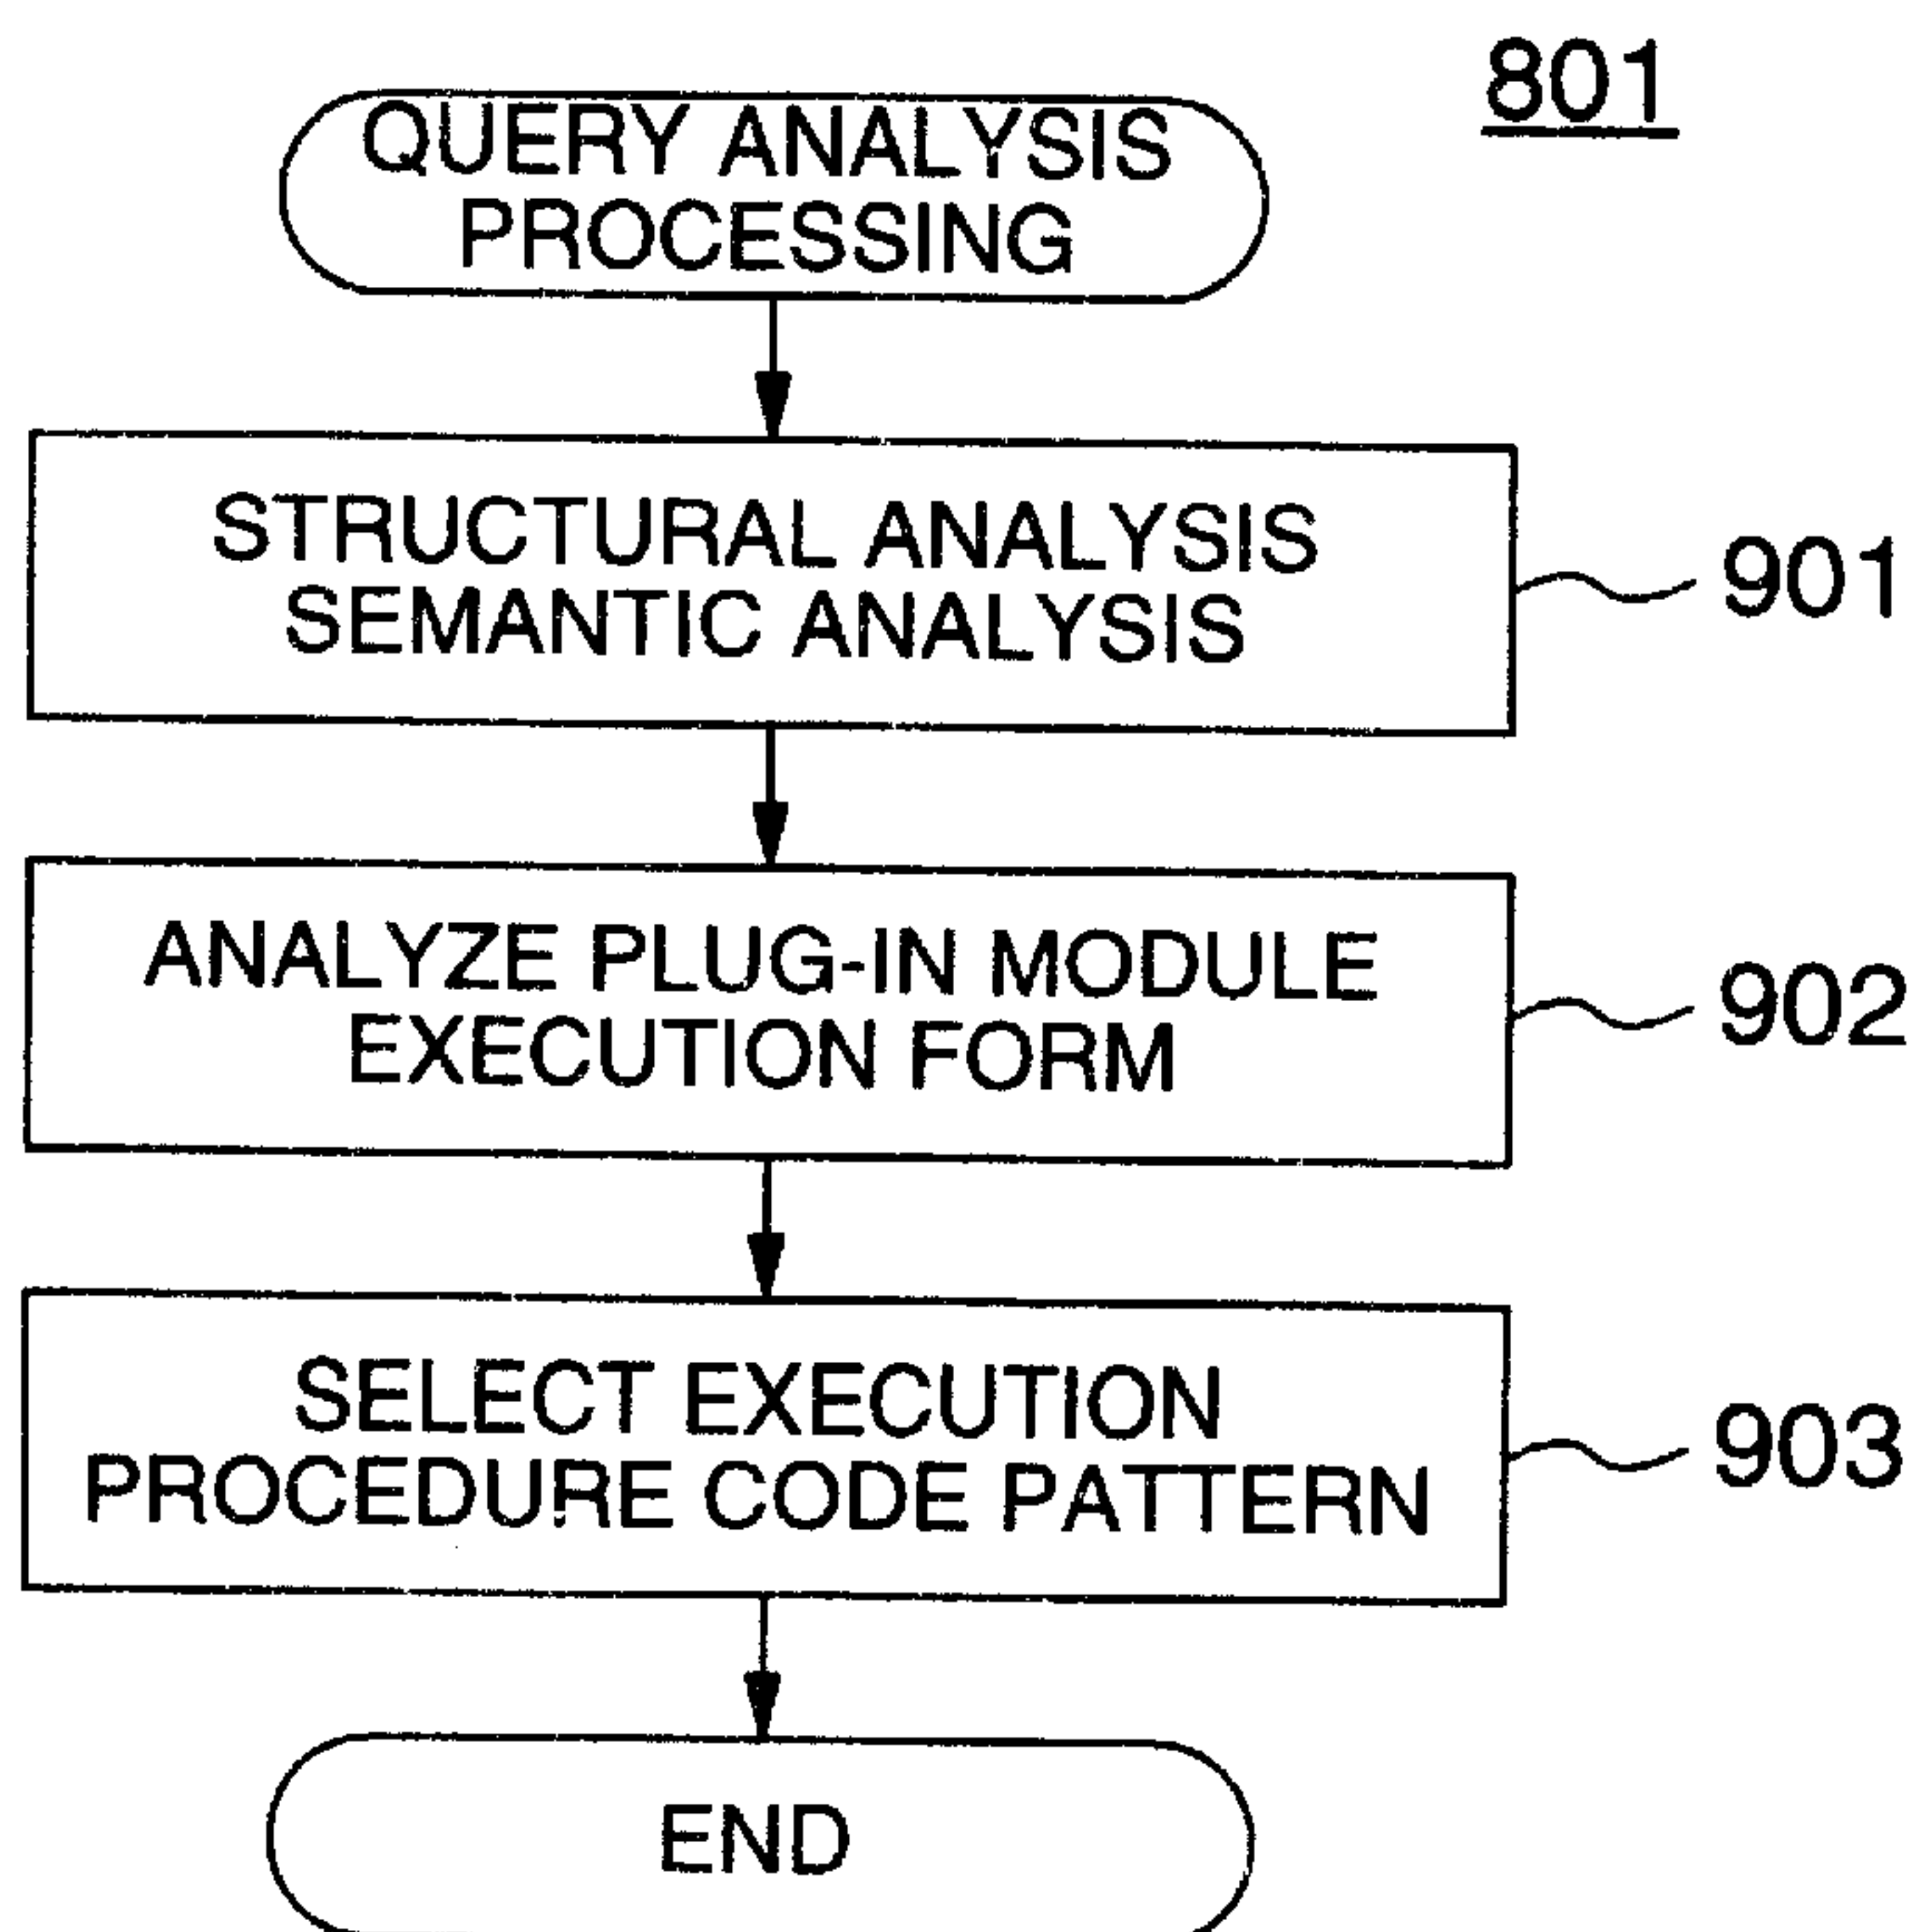 801
QUERY ANALYSIS
PROCESSING
STRUCTURAL ANALYSIS
SEMANTIC ANALYSIS
901
ANALYZE PLUG-IN MODULE
EXECUTION FORM
902
SELECT EXECUTION
PROCEDURE CODE PATTERN
903
END